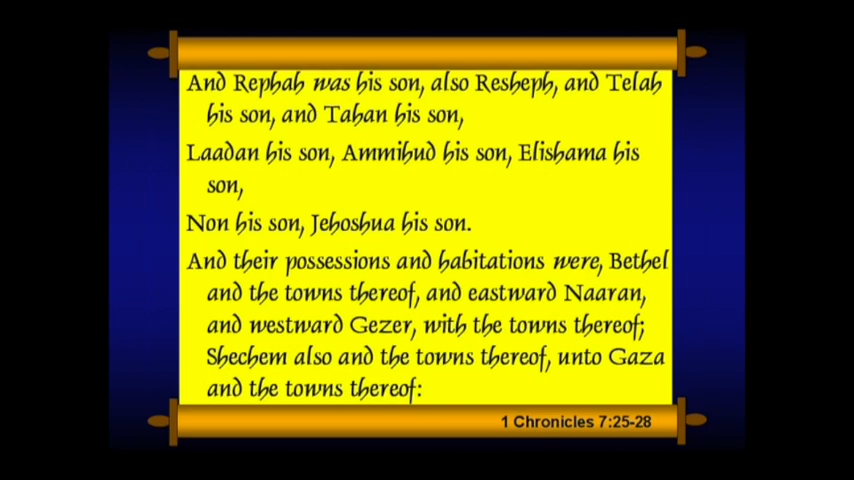 And Rephah was his son, also Resheph, and Telah
his son, and Tahan his son,
Laadan his son, Ammihud his son, Elishama his
son,
Non his son, Jehoshua his son.
And their possessions and habitations were, Bethel
and the towns thereof, and eastward Naaran,
and westward Gezer, with the towns thereof;
Shechem also and the towns thereof, unto Gaza
and the towns thereof:
1 Chronicles 7:25-28